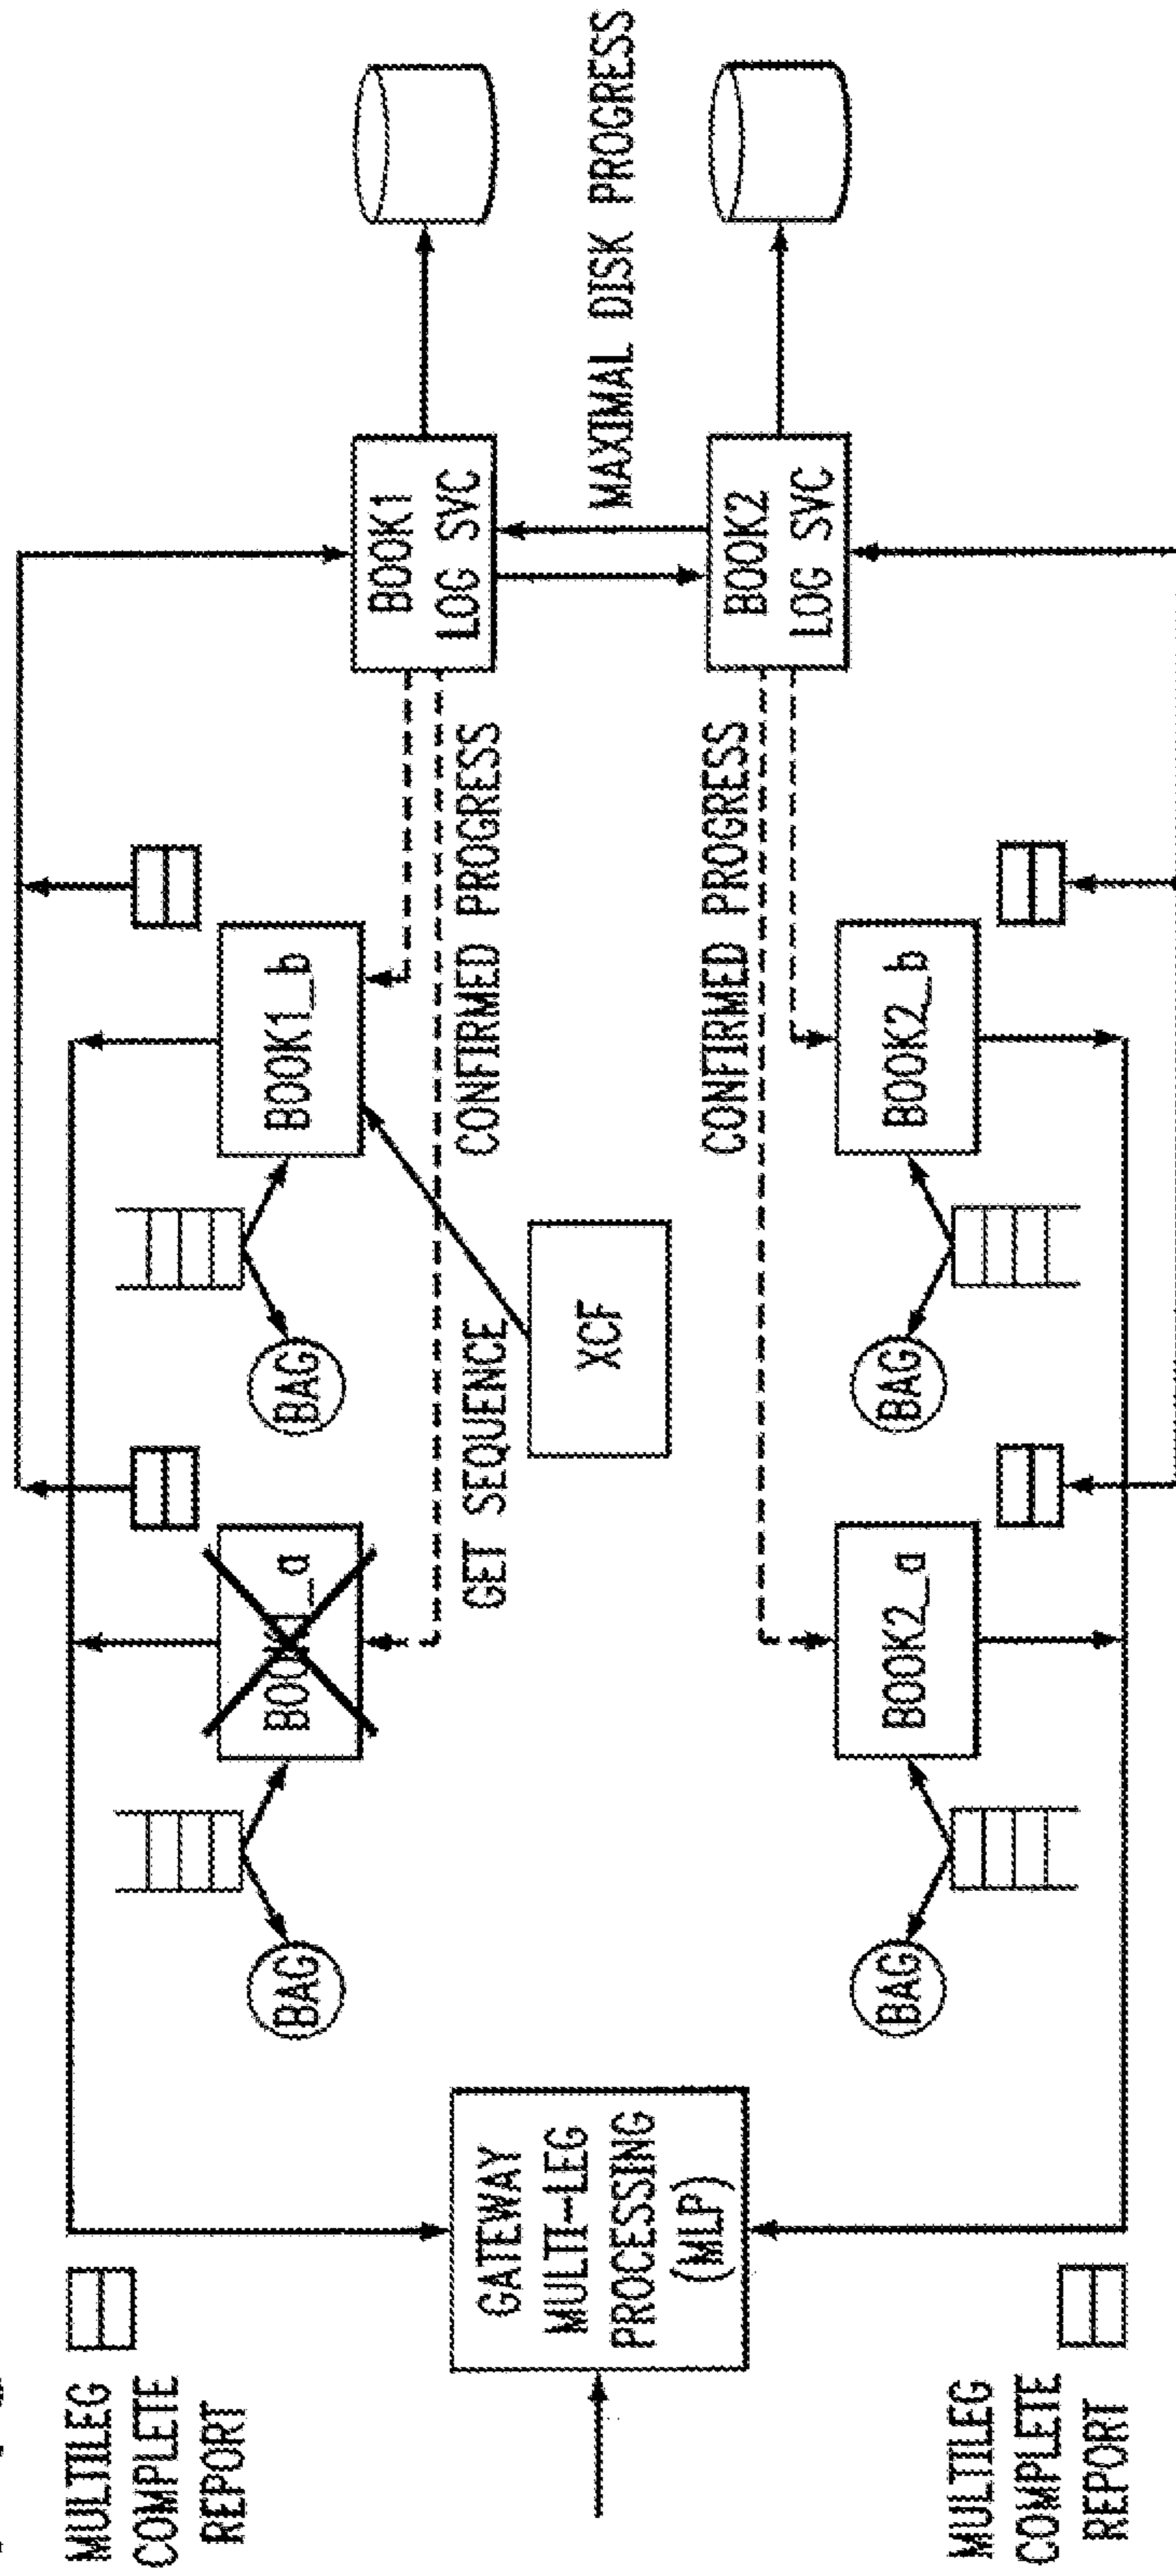 MULTILEG
COMPLETE
REPORT
BAG
BOOK1_a
BAG
BOOK1_b
BOOK1
LOG SVC
GET SEQUENCE
CONFIRMED PROGRESS
GATEWAY
MULTI-LEG
PROCESSING
(MLP)
XCF
MAXIMAL DISK PROGRESS
CONFIRMED PROGRESS
BOOK2
LOG SVC
BAG
BOOK2_a
BAG
BOOK2_b
MULTILEG
COMPLETE
REPORT